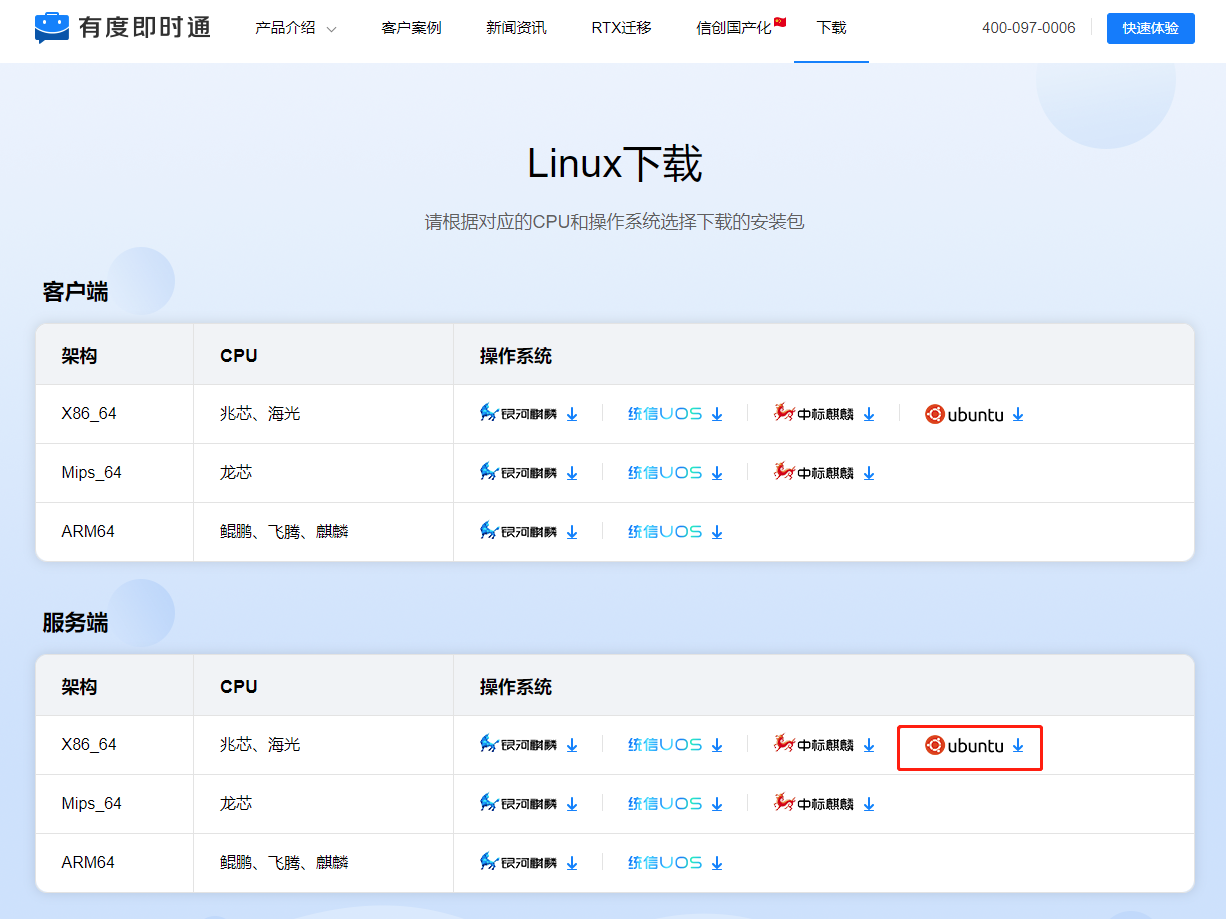 有度即时通 产品介绍 客户案例 新闻资讯 RTX迁移 信创国产化 下载 400-097-0006 快速体验
Linux下载
请根据对应的CPU和操作系统选择下载的安装包
客户端
架构 CPU 操作系统
X86_64 兆芯、海光 银河麒麟 统信UOS 中标麒麟 ubuntu
Mips_64 龙芯 银河麒麟 统信UOS 中标麒麟
ARM64 鲲鹏、飞腾、麒麟 银河麒麟 统信UOS
服务端
架构 CPU 操作系统
X86_64 兆芯、海光 银河麒麟 统信UOS 中标麒麟 ubuntu
Mips_64 龙芯 银河麒麟 统信UOS 中标麒麟
ARM64 鲲鹏、飞腾、麒麟 银河麒麟 统信UOS